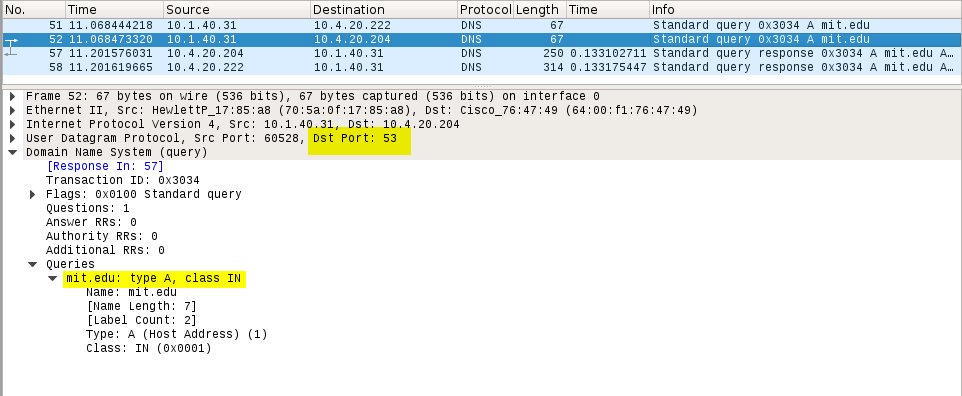 No. Time Source Destination Protocol Length Time Info
51 11.068444218 10.1.40.31 10.4.20.222 DNS 67 Standard query 0x3034 A mit.edu
52 11.068473320 10.1.40.31 10.4.20.204 DNS 67 Standard query 0x3034 A mit.edu
57 11.201576031 10.4.20.204 10.1.40.31 DNS 250 0.133102711 Standard query response 0x3034 A mit.edu A…
58 11.201619665 10.4.20.222 10.1.40.31 DNS 314 0.133175447 Standard query response 0x3034 A mit.edu A…
Frame 52: 67 bytes on wire (536 bits), 67 bytes captured (536 bits) on interface 0
Ethernet II, Src: HewlettP_17:85:a8 (70:5a:0f:17:85:a8), Dst: Cisco_76:47:49 (64:00:f1:76:47:49)
Internet Protocol Version 4, Src: 10.1.40.31, Dst: 10.4.20.204
User Datagram Protocol, Src Port: 60528, Dst Port: 53
Domain Name System (query)
[Response In: 57]
Transaction ID: 0x3034
Flags: 0x0100 Standard query
Questions: 1
Answer RRs: 0
Authority RRs: 0
Additional RRs: 0
Queries
mit.edu: type A, class IN
Name: mit.edu
[Name Length: 7]
[Label Count: 2]
Type: A (Host Address) (1)
Class: IN (0x0001)